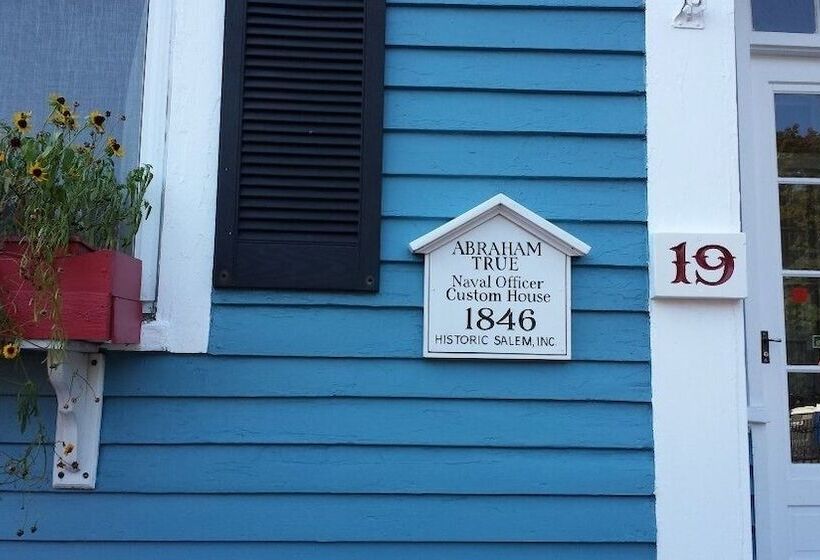 ABRAHAM
TRUE
Naval Officer
Custom House
1846
HISTORIC SALEM, INC.
19